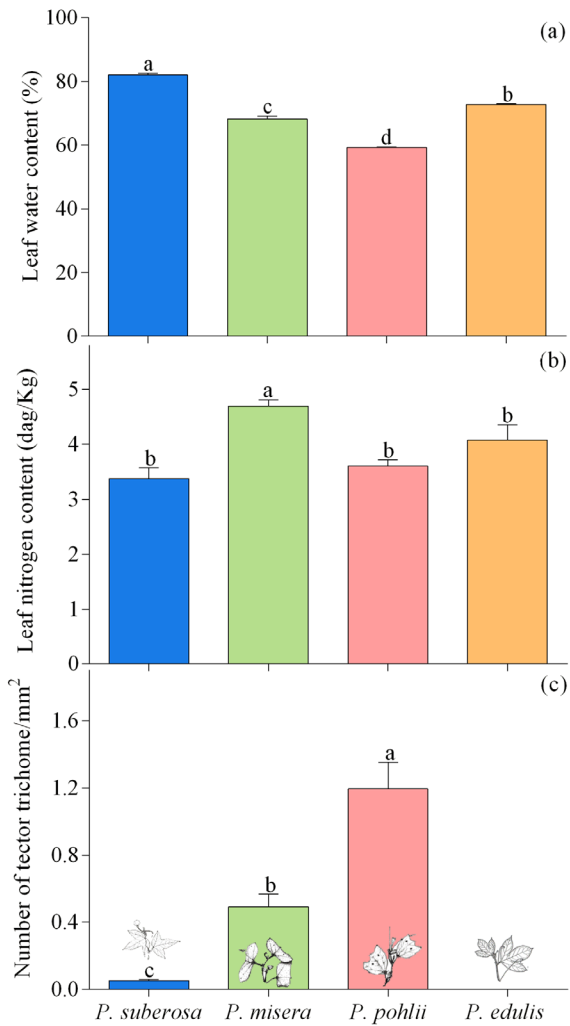 (a)
Leaf water content (%)
100
80
60
40
20
0
a
c
d
b
(b)
Leaf nitrogen content (dag/Kg)
5
4
3
2
1
0
b
a
b
b
(c)
Number of tector trichome/mm²
1.6
1.2
0.8
0.4
0.0
c
b
a
P. suberosa P. misera P. pohlii P. edulis